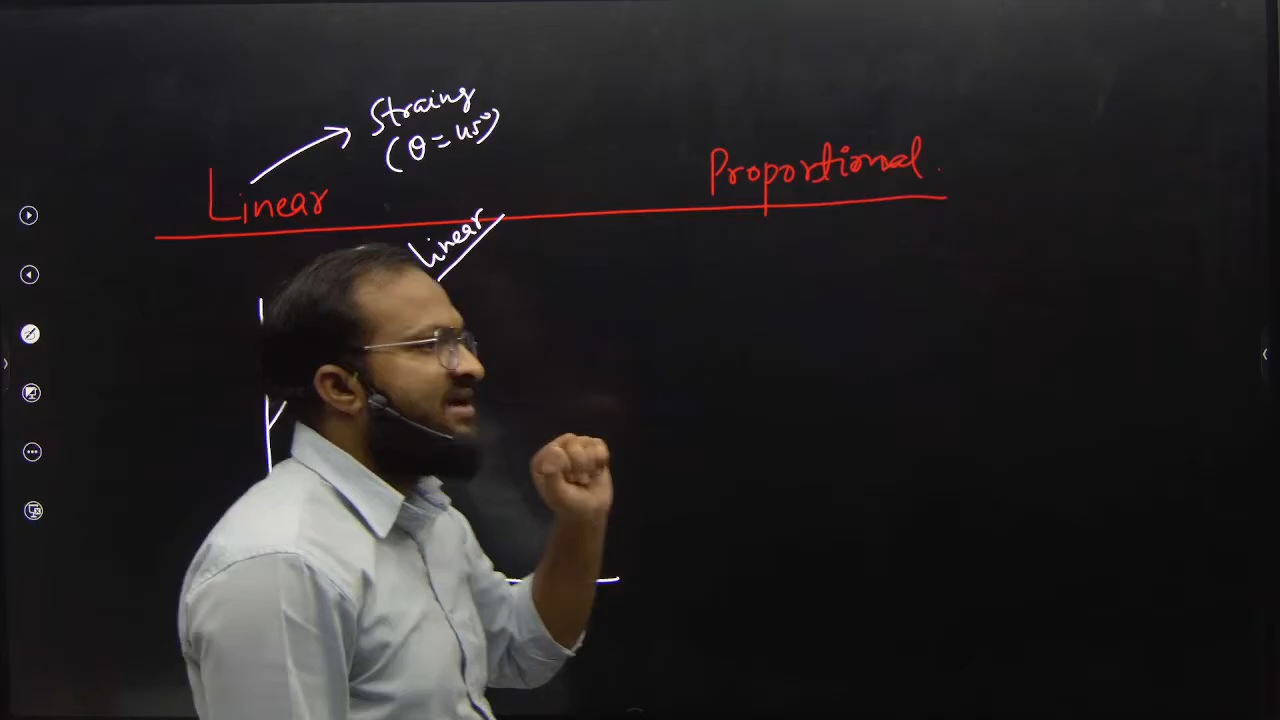 Straing
(θ = 45°)
Linear
Proportional.
Linear